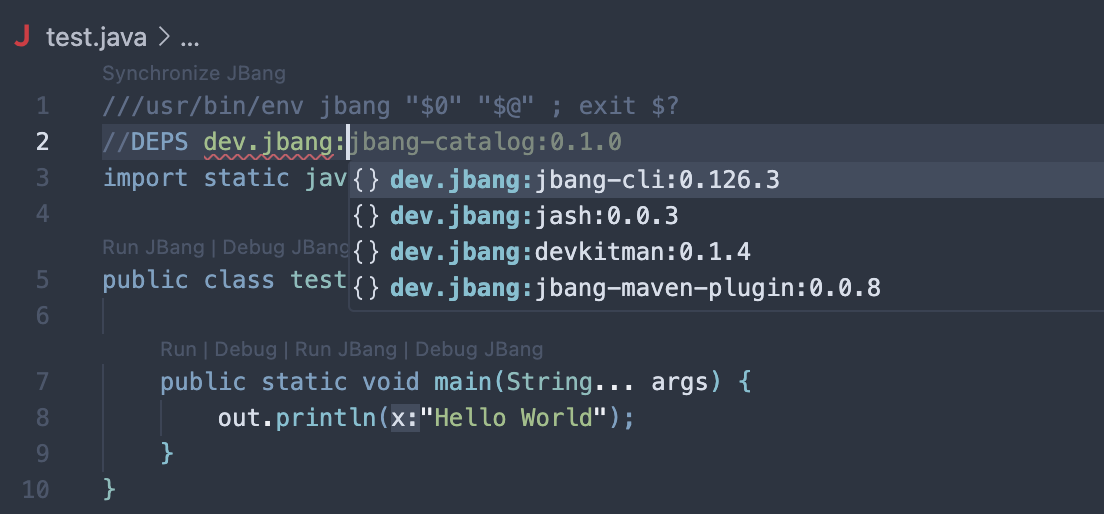 J test.java > ...
Synchronize JBang
1 ///usr/bin/env jbang "$0" "$@" ; exit $?
2 //DEPS dev.jbang:jbang-catalog:0.1.0
3 import static jav
{} dev.jbang:jbang-cli:0.126.3
4
{} dev.jbang:jash:0.0.3
Run JBang | Debug JBang
{} dev.jbang:devkitman:0.1.4
5 public class test
{} dev.jbang:jbang-maven-plugin:0.0.8
6
Run | Debug | Run JBang | Debug JBang
7 public static void main(String... args) {
8 out.println(x:"Hello World");
9 }
10 }